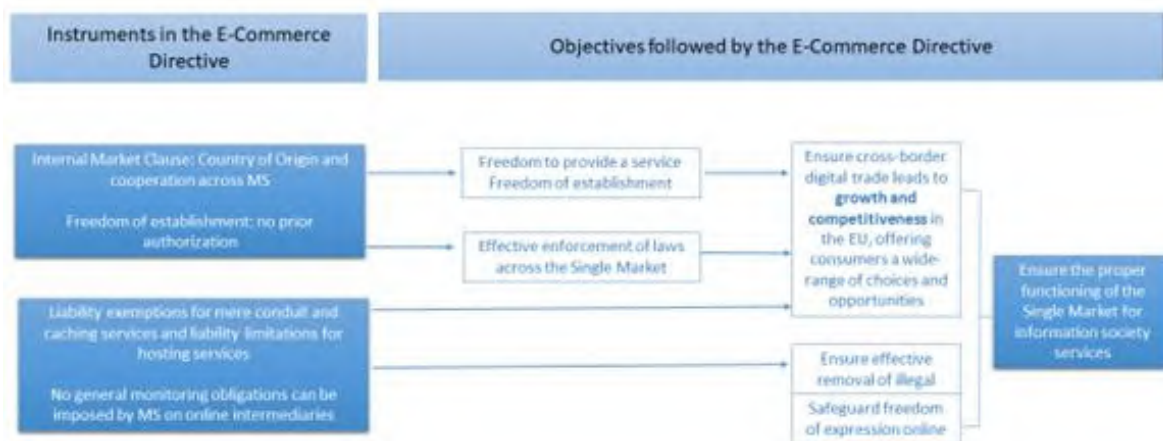 Instruments in the E-Commerce
Directive
Objectives followed by the E-Commerce Directive
Internal Market Clause: Country of Origin and
cooperation across MS
Freedom of establishment: no prior
authorization
Freedom to provide a service
Freedom of establishment
Effective enforcement of laws
across the Single Market
Ensure cross-border
digital trade leads to
growth and
competitiveness in
the EU, offering
consumers a wide-
range of choices and
opportunities
Liability exemptions for mere conduit and
caching services and liability limitations for
hosting services
No general monitoring obligations can be
imposed by MS on online intermediaries
Ensure effective
removal of illegal
Safeguard freedom
of expression online
Ensure the proper
functioning of the
Single Market for
information society
services